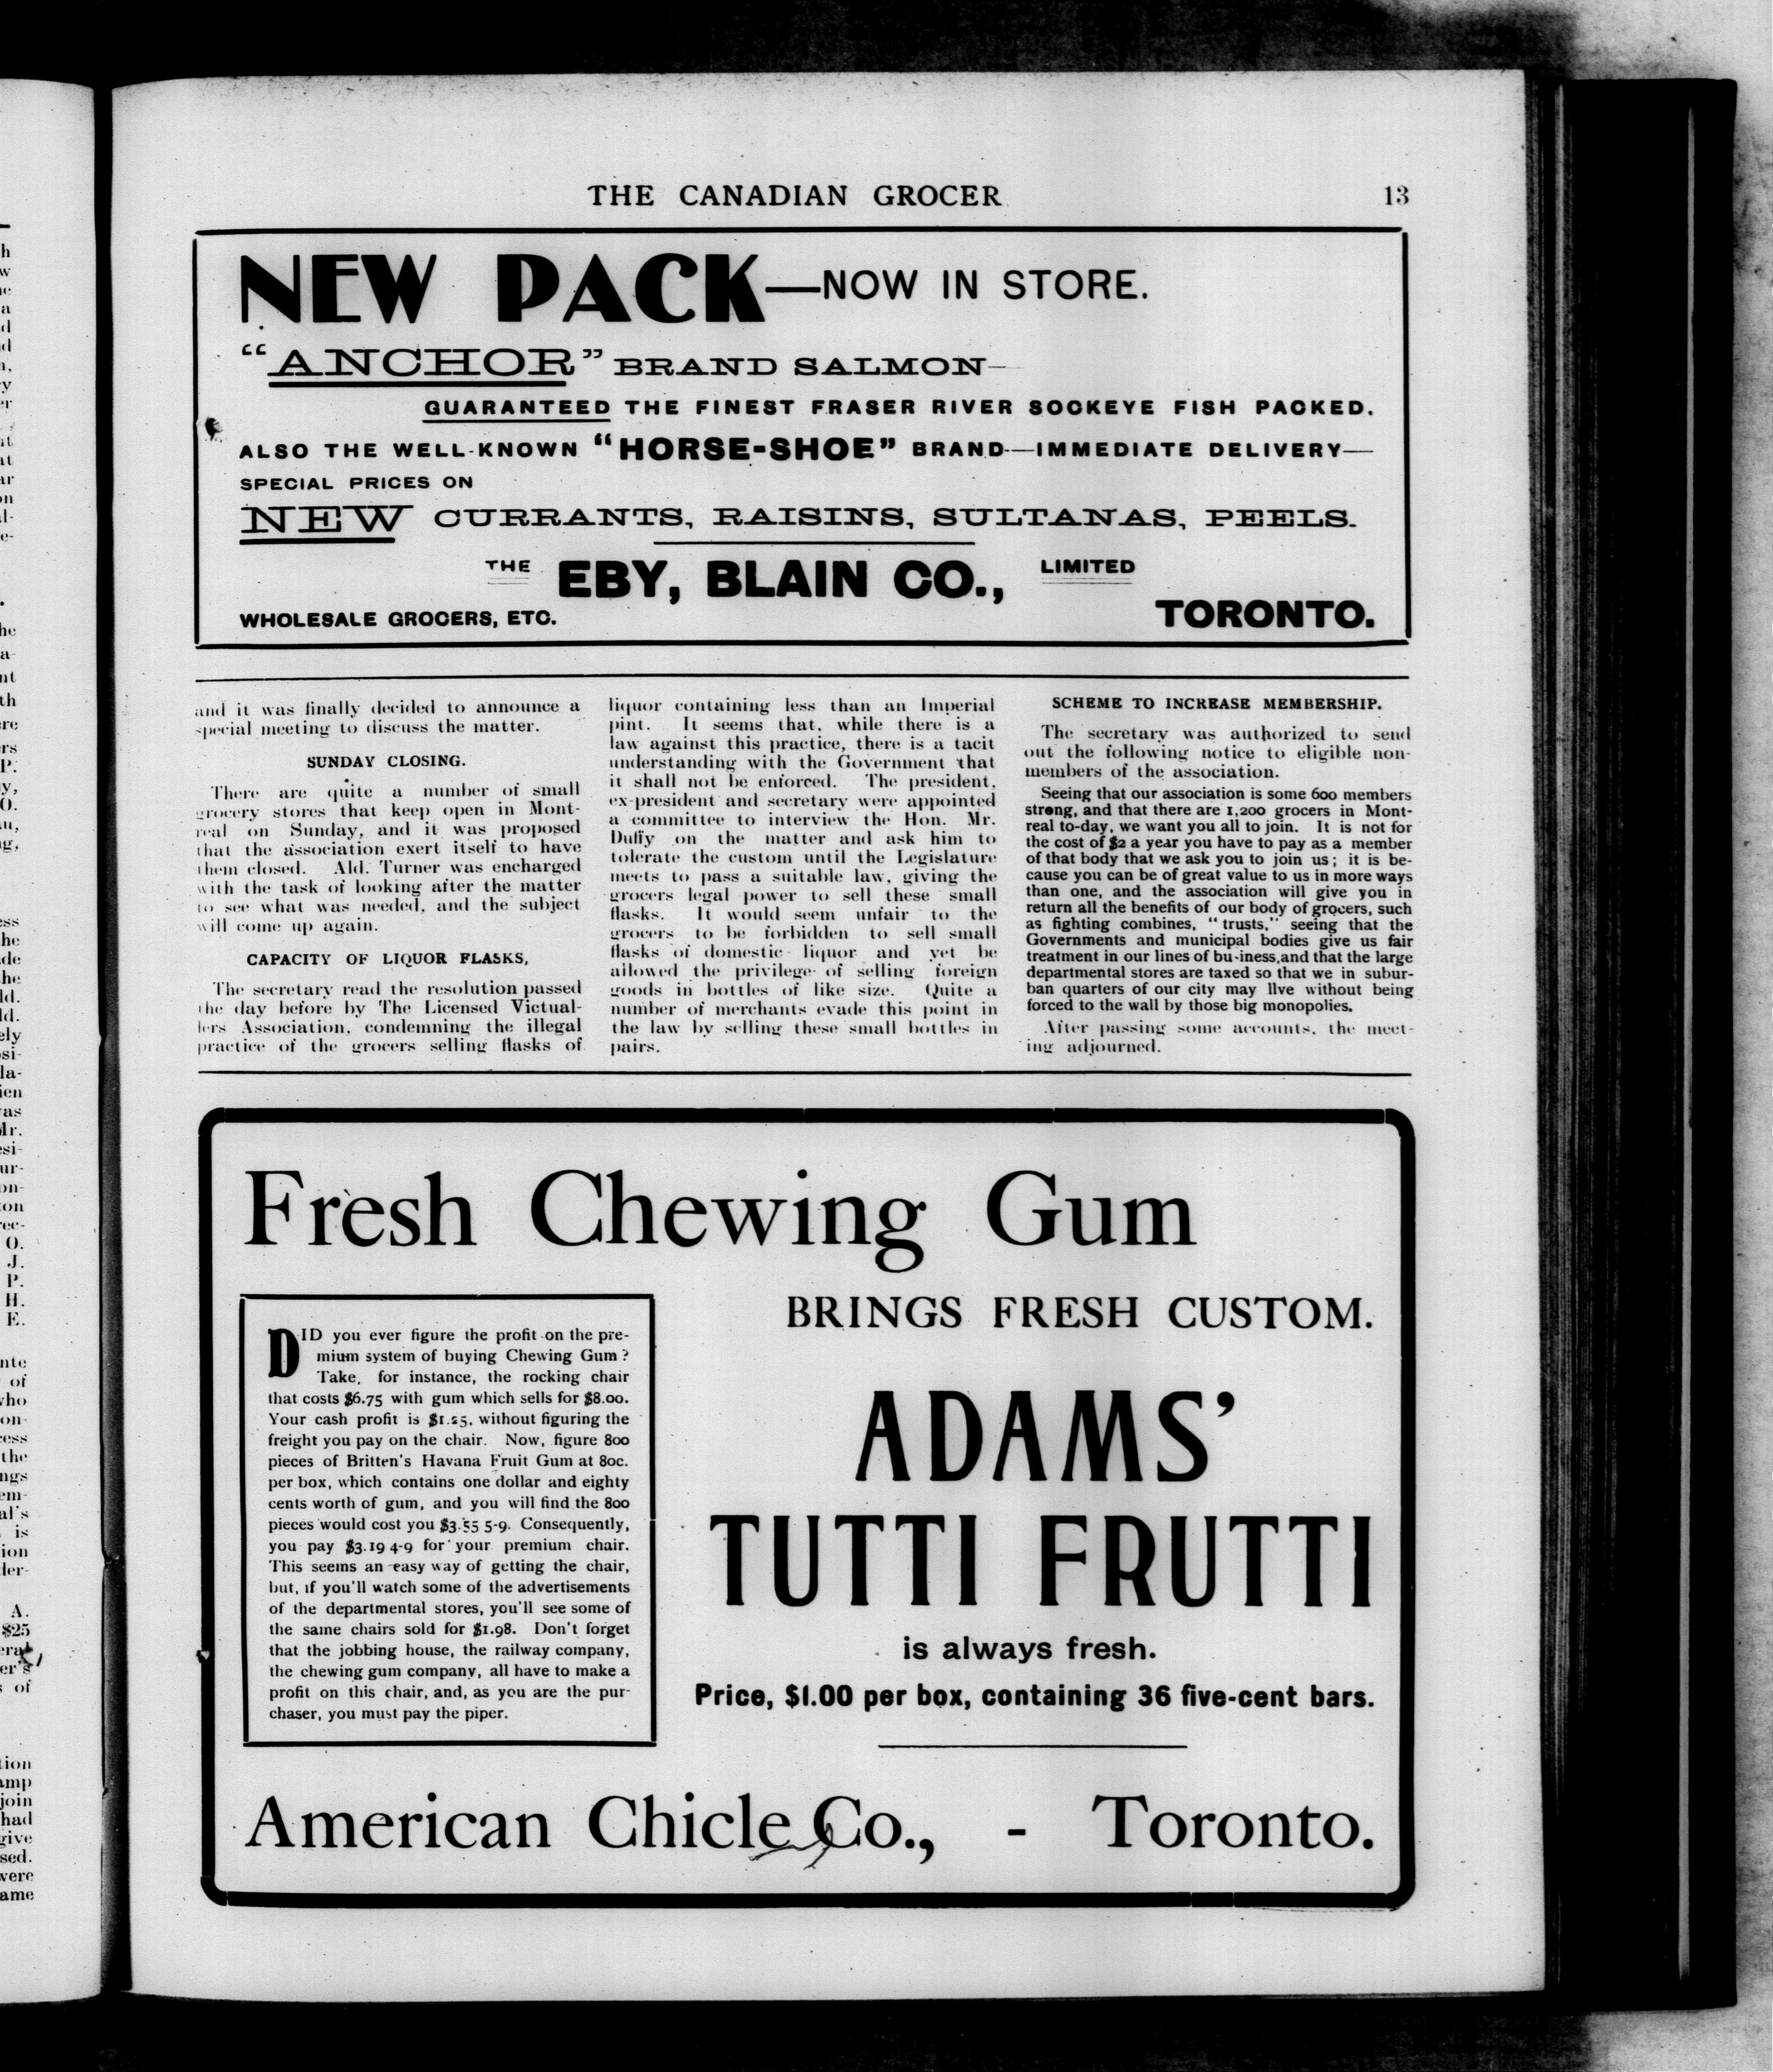 THE CANADIAN GROCER 13
NEW PACK—NOW IN STORE.
“ANCHOR” BRAND SALMON—
GUARANTEED THE FINEST FRASER RIVER SOCKEYE FISH PACKED.
ALSO THE WELL-KNOWN “HORSE-SHOE” BRAND—IMMEDIATE DELIVERY—
SPECIAL PRICES ON
NEW CURRANTS, RAISINS, SULTANAS, PEELS.
THE EBY, BLAIN CO., LIMITED
WHOLESALE GROCERS, ETC. TORONTO.
and it was finally decided to announce a
special meeting to discuss the matter.
SUNDAY CLOSING.
There are quite a number of small
grocery stores that keep open in Mont-
real on Sunday, and it was proposed
that the association exert itself to have
them closed. Ald. Turner was encharged
with the task of looking after the matter
to see what was needed, and the subject
will come up again.
CAPACITY OF LIQUOR FLASKS,
The secretary read the resolution passed
the day before by The Licensed Victual-
lers Association, condemning the illegal
practice of the grocers selling flasks of
liquor containing less than an Imperial
pint. It seems that, while there is a
law against this practice, there is a tacit
understanding with the Government that
it shall not be enforced. The president,
ex-president and secretary were appointed
a committee to interview the Hon. Mr.
Duffy on the matter and ask him to
tolerate the custom until the Legislature
meets to pass a suitable law, giving the
grocers legal power to sell these small
flasks. It would seem unfair to the
grocers to be forbidden to sell small
flasks of domestic liquor and yet be
allowed the privilege of selling foreign
goods in bottles of like size. Quite a
number of merchants evade this point in
the law by selling these small bottles in
pairs.
SCHEME TO INCREASE MEMBERSHIP.
The secretary was authorized to send
out the following notice to eligible non-
members of the association.
Seeing that our association is some 600 members
strong, and that there are 1,200 grocers in Mont-
real to-day, we want you all to join. It is not for
the cost of $2 a year you have to pay as a member
of that body that we ask you to join us; it is be-
cause you can be of great value to us in more ways
than one, and the association will give you in
return all the benefits of our body of grocers, such
as fighting combines, “trusts,” seeing that the
Governments and municipal bodies give us fair
treatment in our lines of business,and that the large
departmental stores are taxed so that we in subur-
ban quarters of our city may live without being
forced to the wall by those big monopolies.
After passing some accounts, the meet-
ing adjourned.
Fresh Chewing Gum
BRINGS FRESH CUSTOM.
DID you ever figure the profit on the pre-
mium system of buying Chewing Gum?
Take, for instance, the rocking chair
that costs $6.75 with gum which sells for $8.00.
Your cash profit is $1.25, without figuring the
freight you pay on the chair. Now, figure 800
pieces of Britten's Havana Fruit Gum at 80c.
per box, which contains one dollar and eighty
cents worth of gum, and you will find the 800
pieces would cost you $3.55 5-9. Consequently,
you pay $3.19 4-9 for your premium chair.
This seems an easy way of getting the chair,
but, if you'll watch some of the advertisements
of the departmental stores, you'll see some of
the same chairs sold for $1.98. Don't forget
that the jobbing house, the railway company,
the chewing gum company, all have to make a
profit on this chair, and, as you are the pur-
chaser, you must pay the piper.
ADAMS’
TUTTI FRUTTI
is always fresh.
Price, $1.00 per box, containing 36 five-cent bars.
American Chicle Co., - Toronto.